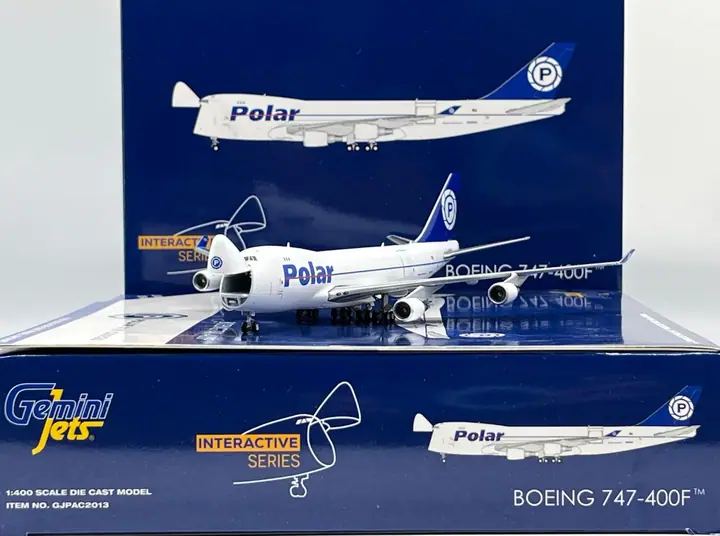 Polar
P
INTERACTIVE
SERIES
BOEING 747-400F™
P
Polar
Gemini
Jets®
INTERACTIVE
SERIES
Polar
P
1:400 SCALE DIE CAST MODEL
ITEM NO. GJPAC2013
BOEING 747-400F™